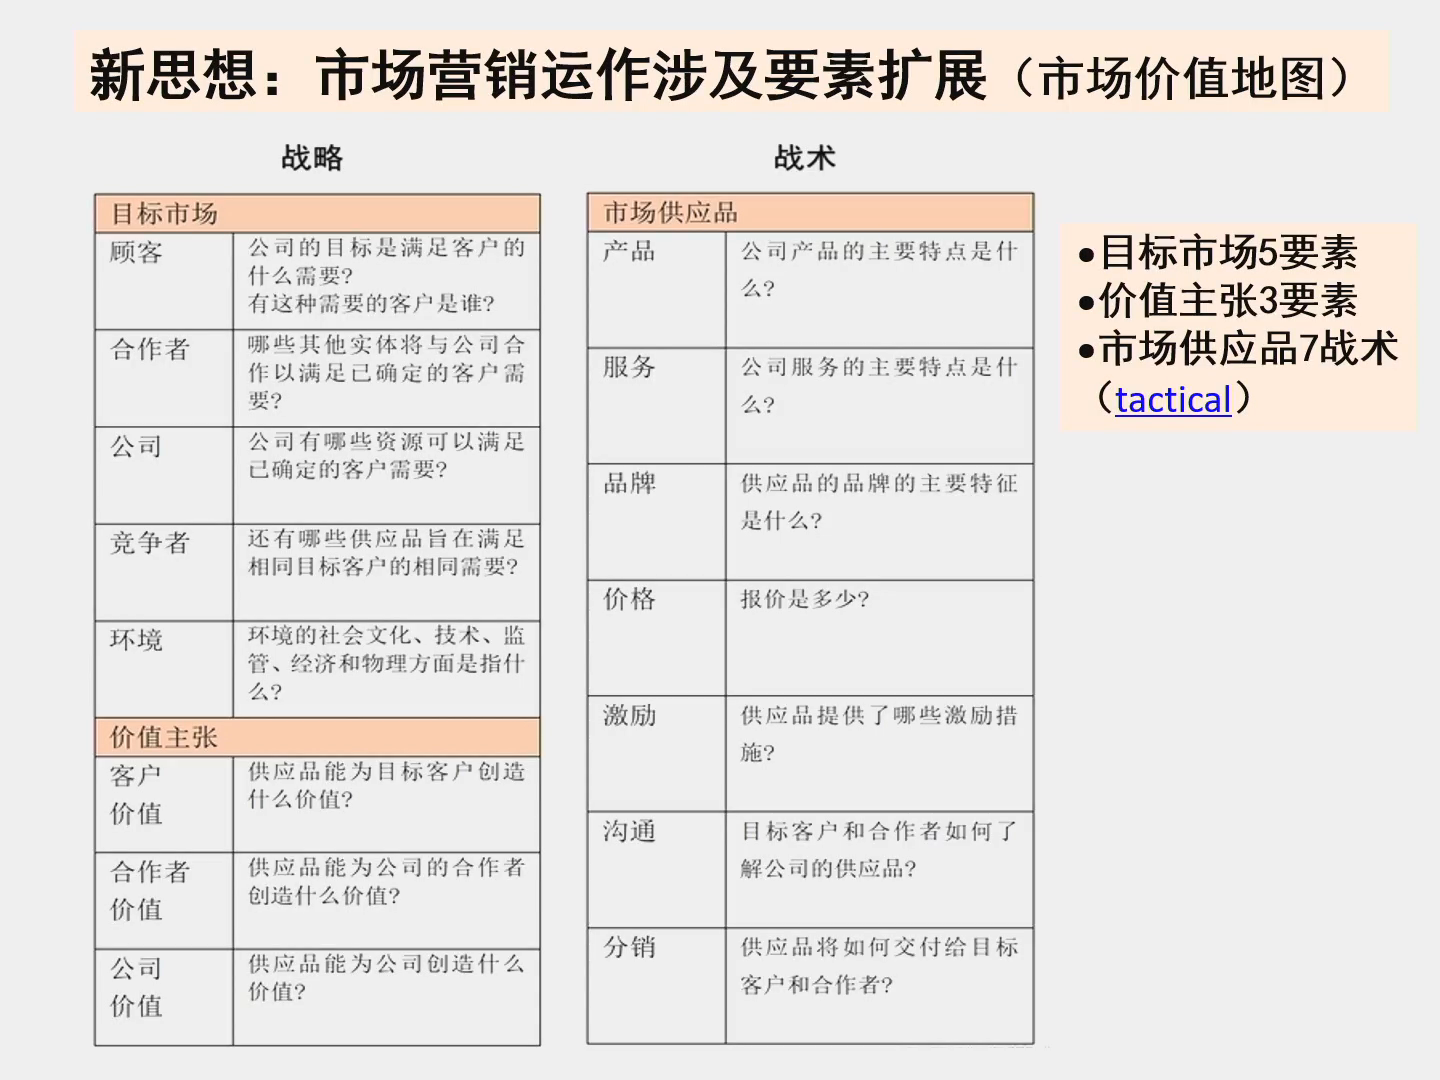 新思想：市场营销运作涉及要素扩展（市场价值地图）
战略
目标市场
顾客
公司的目标是满足客户的
什么需要?
有这种需要的客户是谁?
合作者
哪些其他实体将与公司合
作以满足已确定的客户需
要?
公司
公司有哪些资源可以满足
已确定的客户需要?
竞争者
还有哪些供应品旨在满足
相同目标客户的相同需要?
环境
环境的社会文化、技术、监
管、经济和物理方面是指什
么?
价值主张
客户
价值
供应品能为目标客户创造
什么价值?
合作者
价值
供应品能为公司的合作者
创造什么价值?
公司
价值
供应品能为公司创造什么
价值?
战术
市场供应品
产品
公司产品的主要特点是什
么?
服务
公司服务的主要特点是什
么?
品牌
供应品的品牌的主要特征
是什么?
价格
报价是多少?
激励
供应品提供了哪些激励措
施?
沟通
目标客户和合作者如何了
解公司的供应品?
分销
供应品将如何交付给目标
客户和合作者?
●目标市场5要素
●价值主张3要素
●市场供应品7战术
（tactical）